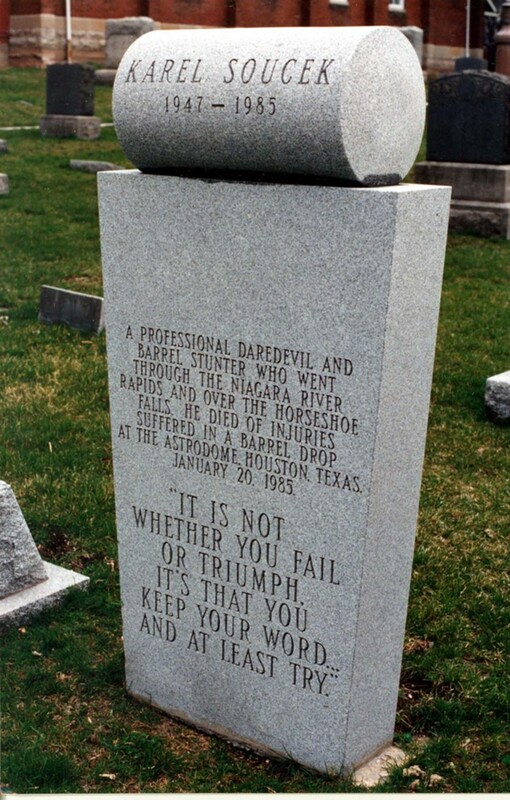 KAREL SOUCEK
1947 – 1985
A PROFESSIONAL DAREDEVIL AND
BARREL STUNTER WHO WENT
THROUGH THE NIAGARA RIVER
RAPIDS AND OVER THE HORSESHOE
FALLS. HE DIED OF INJURIES
SUFFERED IN A BARREL DROP
AT THE ASTRODOME, HOUSTON, TEXAS.
JANUARY 20, 1985.
"IT IS NOT
WHETHER YOU FAIL
OR TRIUMPH,
IT'S THAT YOU
KEEP YOUR WORD...
AND AT LEAST TRY."